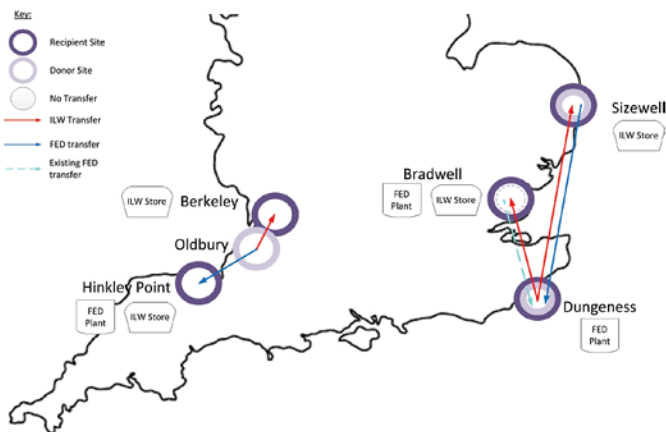 Key:
Recipient Site
Donor Site
No Transfer
ILW Transfer
FED transfer
Existing FED
transfer
Sizewell
ILW Store
Bradwell
FED
Plant
ILW Store
ILW Store
Berkeley
Oldbury
Hinkley Point
FED
Plant
ILW Store
Dungeness
FED
Plant